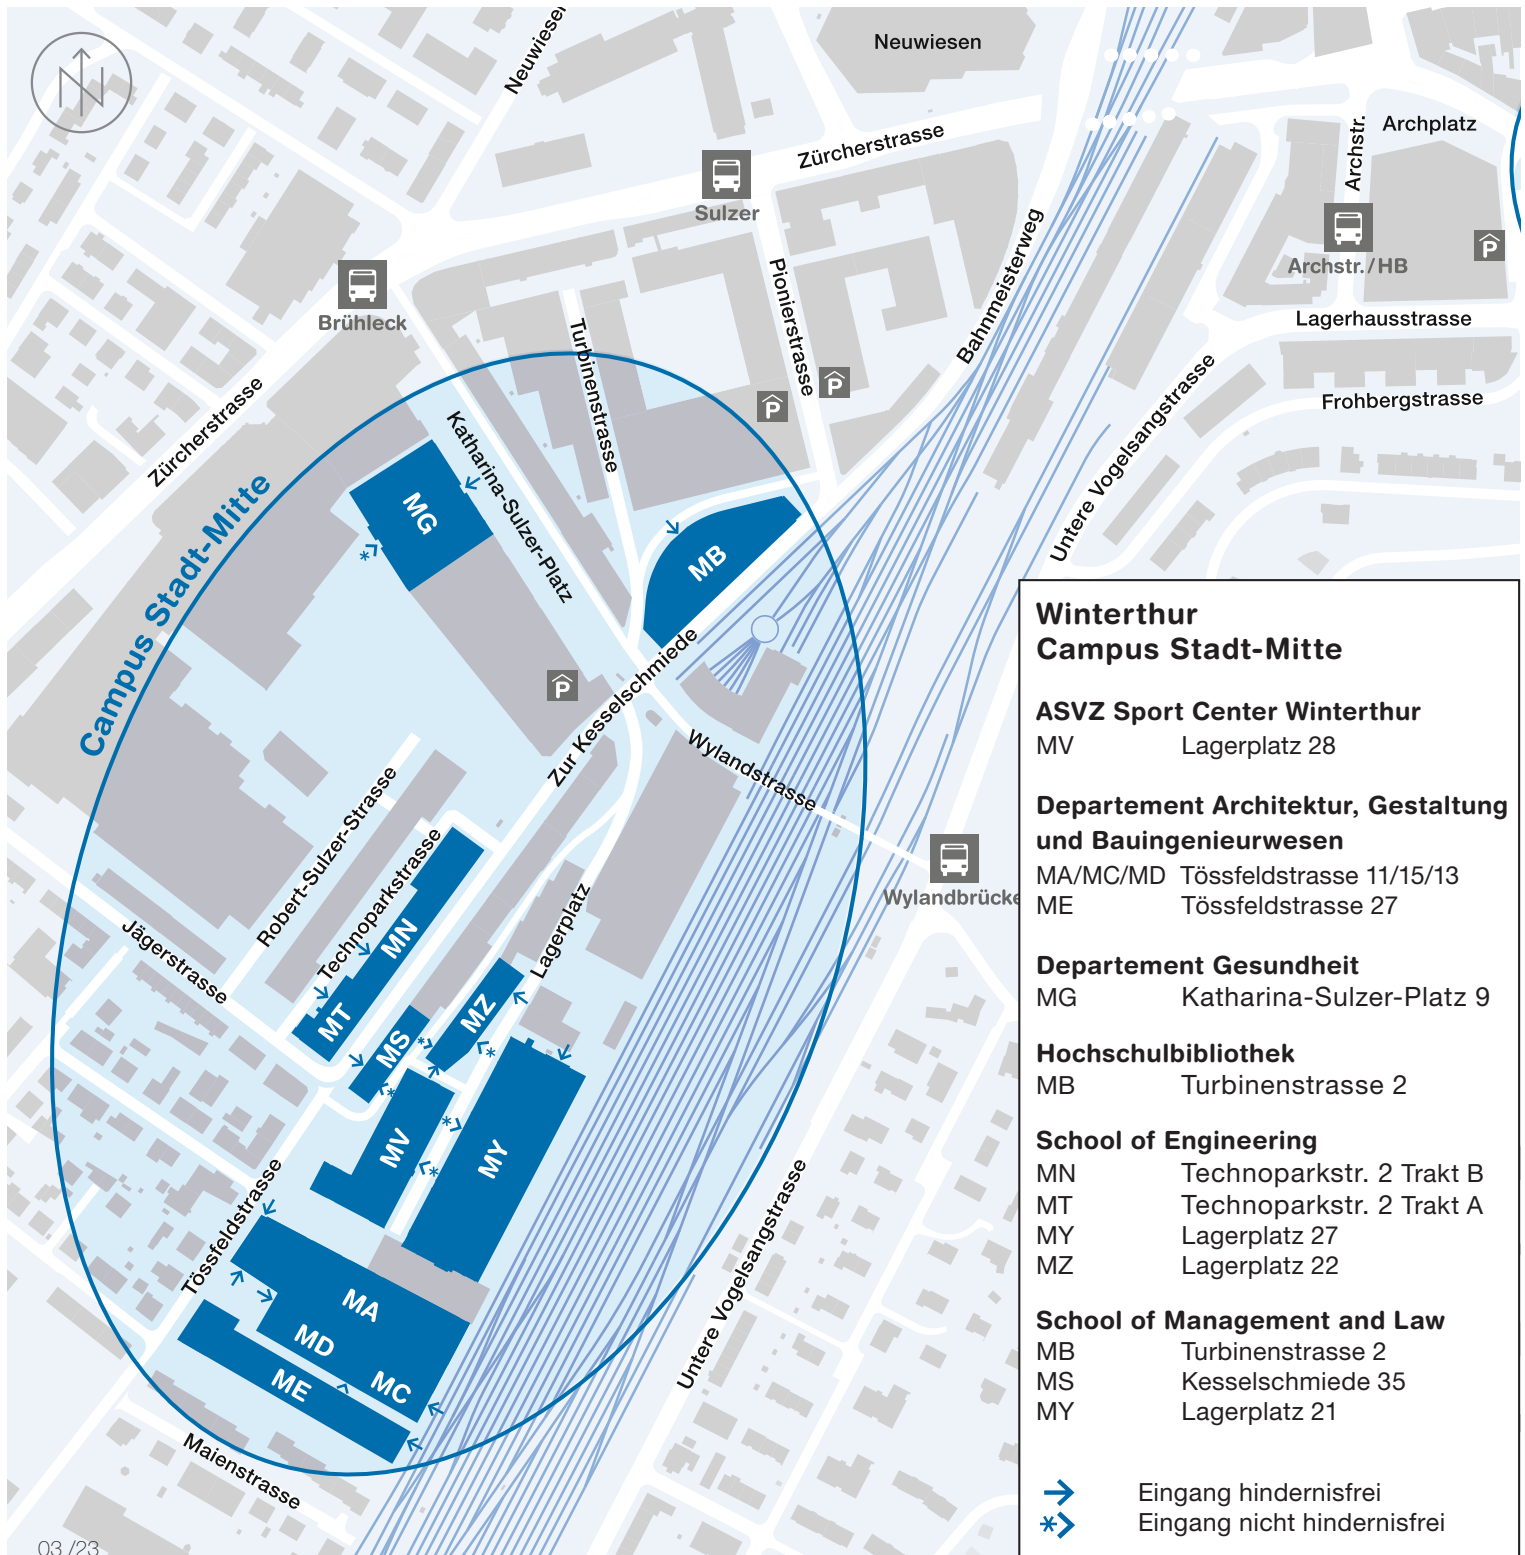 N
Neuwiesen
Neuwiesen
Zürcherstrasse
Archstr.
Archplatz
Sulzer
P
Archstr./HB
Brühleck
Pionierstrasse
Bahnmeisterweg
Turbinenstrasse
Lagerhausstrasse
P
P
Frohbergstrasse
Zürcherstrasse
Katharina-Sulzer-Platz
Untere Vogelsangstrasse
Campus Stadt-Mitte
MG
MB
P
Zur Kesselschmiede
Wylandstrasse
Robert-Sulzer-Strasse
Technoparkstrasse
Wylandbrücke
Jägerstrasse
Lagerplatz
MN
MT
MS
MZ
MV
MY
Tössfeldstrasse
Untere Vogelsangstrasse
MA
MD
MC
ME
Maienstrasse
03/23
Winterthur
Campus Stadt-Mitte
ASVZ Sport Center Winterthur
MV Lagerplatz 28
Departement Architektur, Gestaltung
und Bauingenieurwesen
MA/MC/MD Tössfeldstrasse 11/15/13
ME Tössfeldstrasse 27
Departement Gesundheit
MG Katharina-Sulzer-Platz 9
Hochschulbibliothek
MB Turbinenstrasse 2
School of Engineering
MN Technoparkstr. 2 Trakt B
MT Technoparkstr. 2 Trakt A
MY Lagerplatz 27
MZ Lagerplatz 22
School of Management and Law
MB Turbinenstrasse 2
MS Kesselschmiede 35
MY Lagerplatz 21
Eingang hindernisfrei
Eingang nicht hindernisfrei